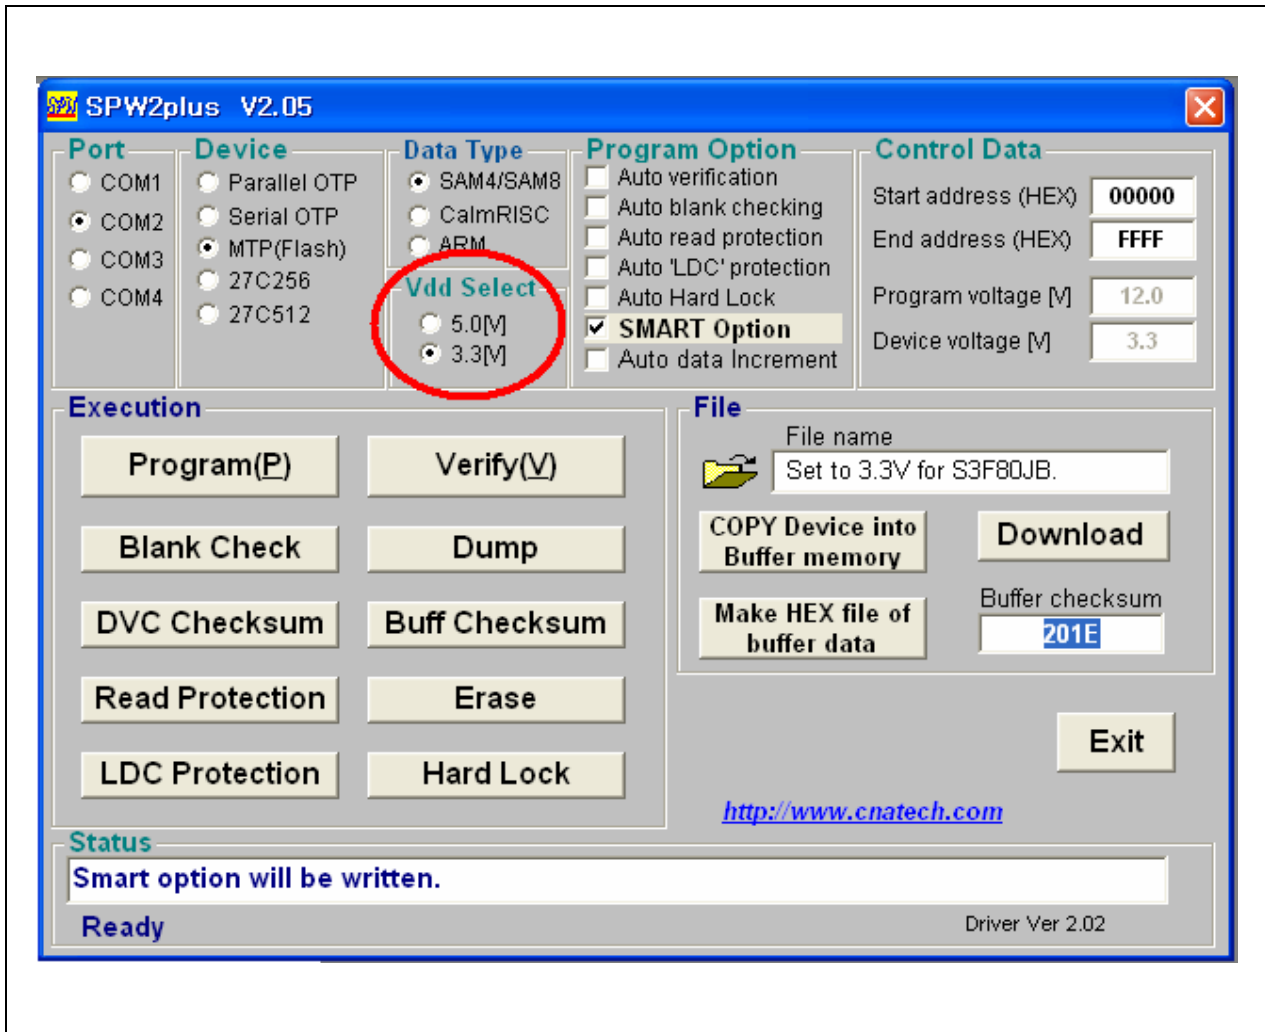 SPW2plus V2.05
Port
COM1
COM2
COM3
COM4
Device
Parallel OTP
Serial OTP
MTP(Flash)
27C256
27C512
Data Type
SAM4/SAM8
CalmRISC
ARM
Vdd Select
5.0[V]
3.3[V]
Program Option
Auto verification
Auto blank checking
Auto read protection
Auto 'LDC' protection
Auto Hard Lock
SMART Option
Auto data Increment
Control Data
Start address (HEX) 00000
End address (HEX) FFFF
Program voltage [V] 12.0
Device voltage [V] 3.3
Execution
Program(P)
Verify(V)
Blank Check
Dump
DVC Checksum
Buff Checksum
Read Protection
Erase
LDC Protection
Hard Lock
File
File name
Set to 3.3V for S3F80JB.
COPY Device into
Buffer memory
Download
Make HEX file of
buffer data
Buffer checksum
201E
Exit
http://www.cnatech.com
Status
Smart option will be written.
Ready
Driver Ver 2.02